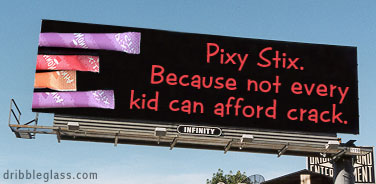 Pixy Stix.
Because not every
kid can afford crack.
INFINITY
dribbleglass.com